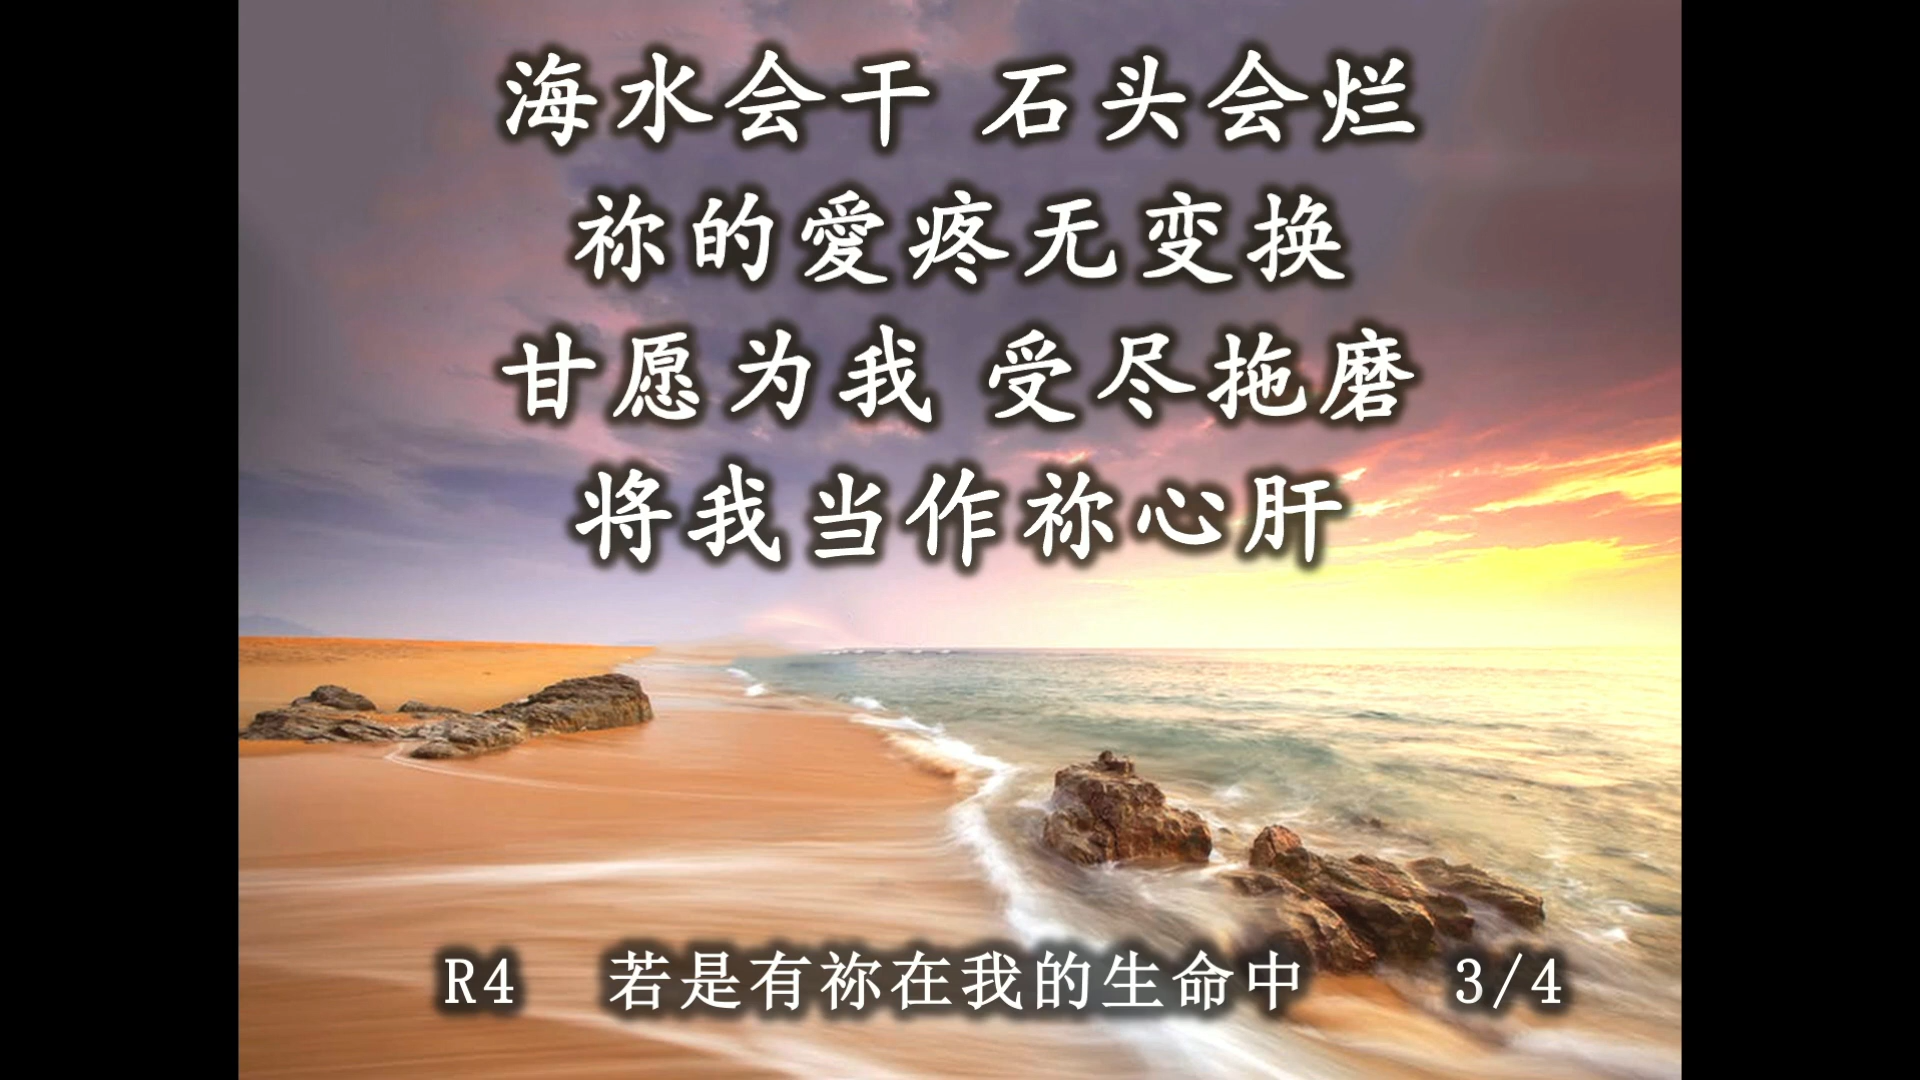 海水会干 石头会烂
祢的愛疼无变换
甘愿为我 受尽拖磨
将我当作祢心肝
R4 若是有祢在我的生命中 3/4